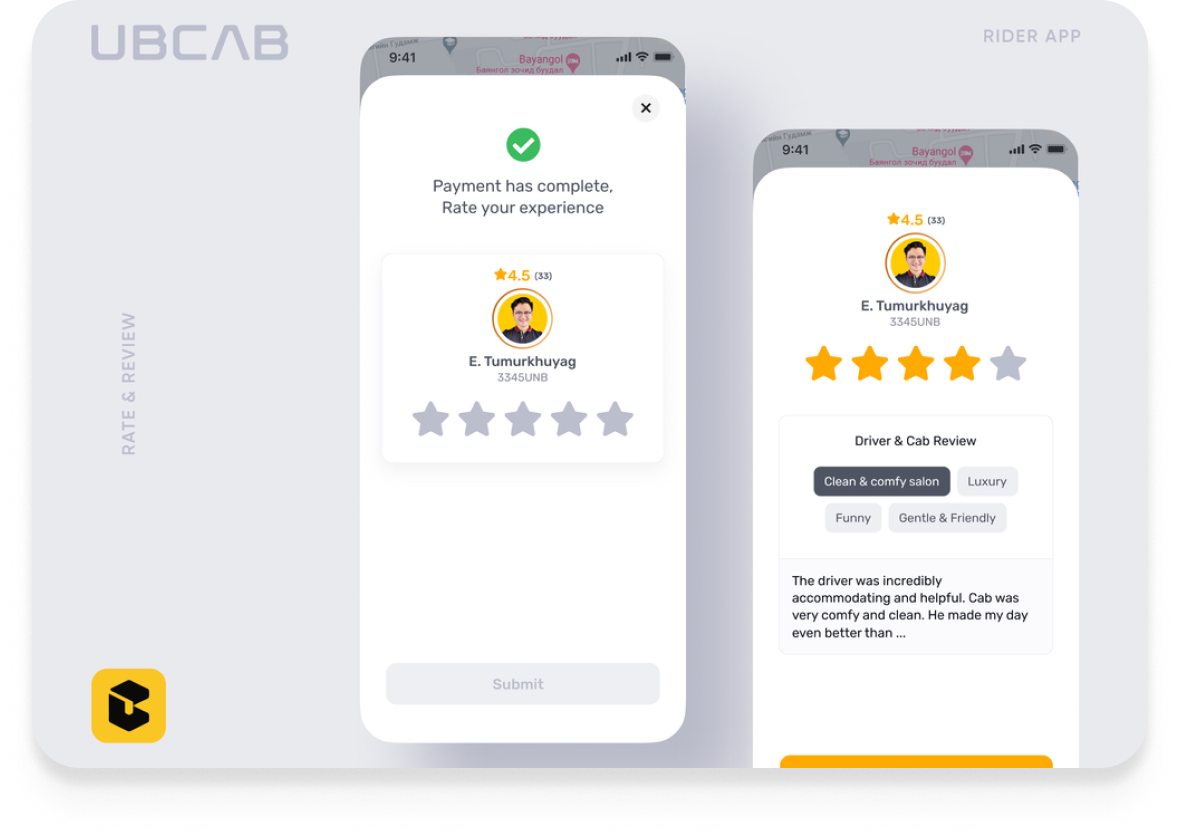 UBCAB
RIDER APP
RATE & REVIEW
9:41
Bayangol
Баянгол зочид буудал
Payment has complete,
Rate your experience
4.5 (33)
E. Tumurkhuyag
3345UNB
Submit
9:41
Bayangol
Баянгол зочид буудал
4.5 (33)
E. Tumurkhuyag
3345UNB
Driver & Cab Review
Clean & comfy salon
Luxury
Funny
Gentle & Friendly
The driver was incredibly
accommodating and helpful. Cab was
very comfy and clean. He made my day
even better than ...